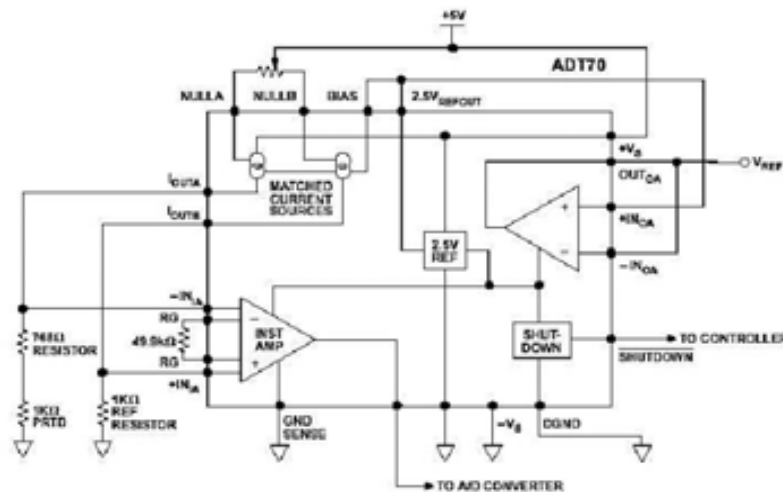 +5V
ADT70
NULLA
NULLB
BIAS
2.5V REFOUT
+VS
IOUTA
MATCHED
CURRENT
SOURCES
OUTOA
VREF
IOUTB
+INOA
2.5V
REF
-INOA
-INIA
RG
49.9kΩ
INST
AMP
RG
+INIA
SHUT-
DOWN
TO CONTROLLER
SHUTDOWN
RESISTOR
1KΩ
PRTD
1KΩ
REF
RESISTOR
GND
SENSE
-VS
DGND
TO A/D CONVERTER